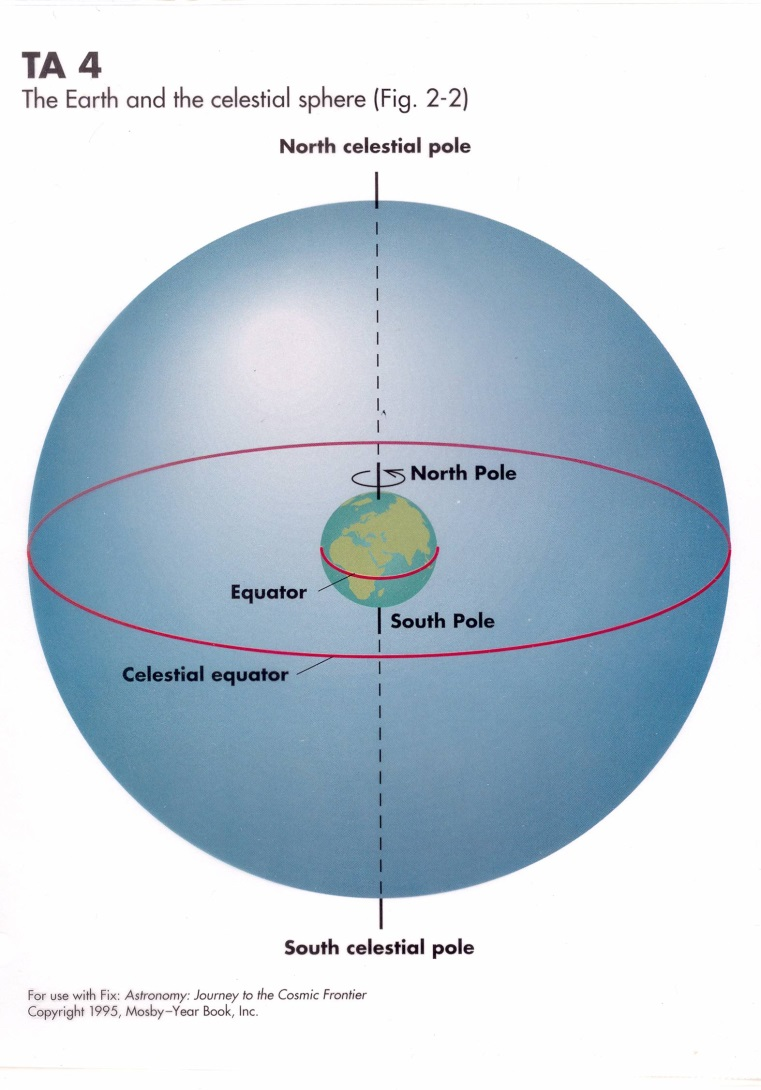 TA 4
The Earth and the celestial sphere (Fig. 2-2)
North celestial pole
North Pole
Equator
South Pole
Celestial equator
South celestial pole
For use with Fix: Astronomy: Journey to the Cosmic Frontier
Copyright 1995, Mosby–Year Book, Inc.